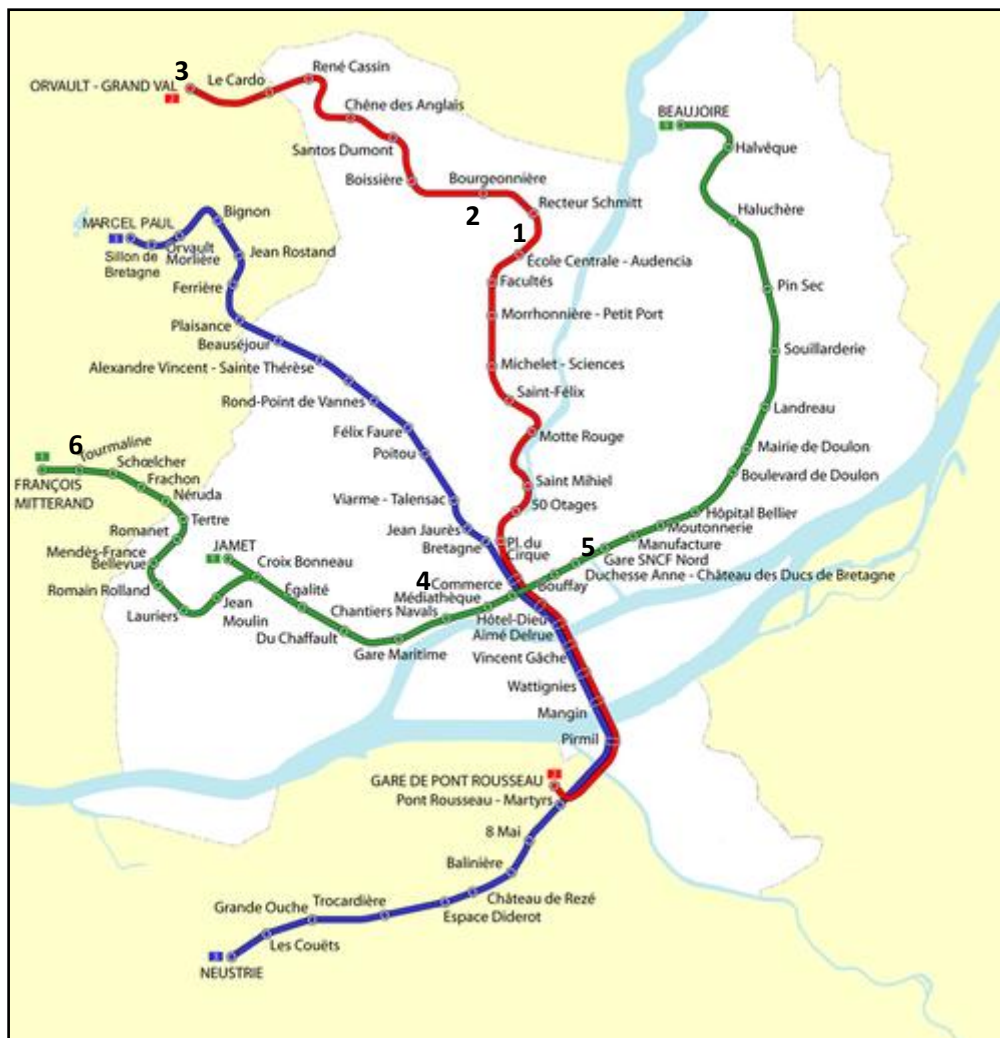 3
René Cassin
Le Cardo
ORVAULT - GRAND VAL
2
Chêne des Anglais
BEAUJOIRE
1
Santos Dumont
Halvêque
Boissière
Bourgeonnière
2
Recteur Schmitt
Haluchère
1
École Centrale - Audencia
MARCEL PAUL
3
Bignon
Sillon de
Bretagne
Orvault
Morlière
Jean Rostand
Ferrière
Facultés
Pin Sec
Morrhonnière - Petit Port
Plaisance
Beauséjour
Souillarderie
Alexandre Vincent - Sainte Thérèse
Michelet - Sciences
Rond-Point de Vannes
Saint-Félix
Landreau
Félix Faure
Motte Rouge
Poitou
Mairie de Doulon
Boulevard de Doulon
6
1
Tourmaline
FRANÇOIS
MITTERAND
Schœlcher
Frachon
Néruda
Tertre
Romanet
Mendès-France
Bellevue
Romain Rolland
Lauriers
Jean
Moulin
JAMET
1
Croix Bonneau
Égalité
Du Chaffault
Gare Maritime
Chantiers Navals
Viarme - Talensac
Saint Mihiel
50 Otages
Jean Jaurès
Bretagne
Pl. du
Cirque
4
Commerce
Médiathèque
Bouffay
5
Hôpital Bellier
Moutonnerie
Manufacture
Gare SNCF Nord
Duchesse Anne - Château des Ducs de Bretagne
Hôtel-Dieu
Aimé Delrue
Vincent Gâche
Wattignies
Mangin
Pirmil
GARE DE PONT ROUSSEAU
2
Pont Rousseau - Martyrs
8 Mai
Balinière
Château de Rezé
Espace Diderot
Trocardière
Grande Ouche
Les Couëts
3
NEUSTRIE